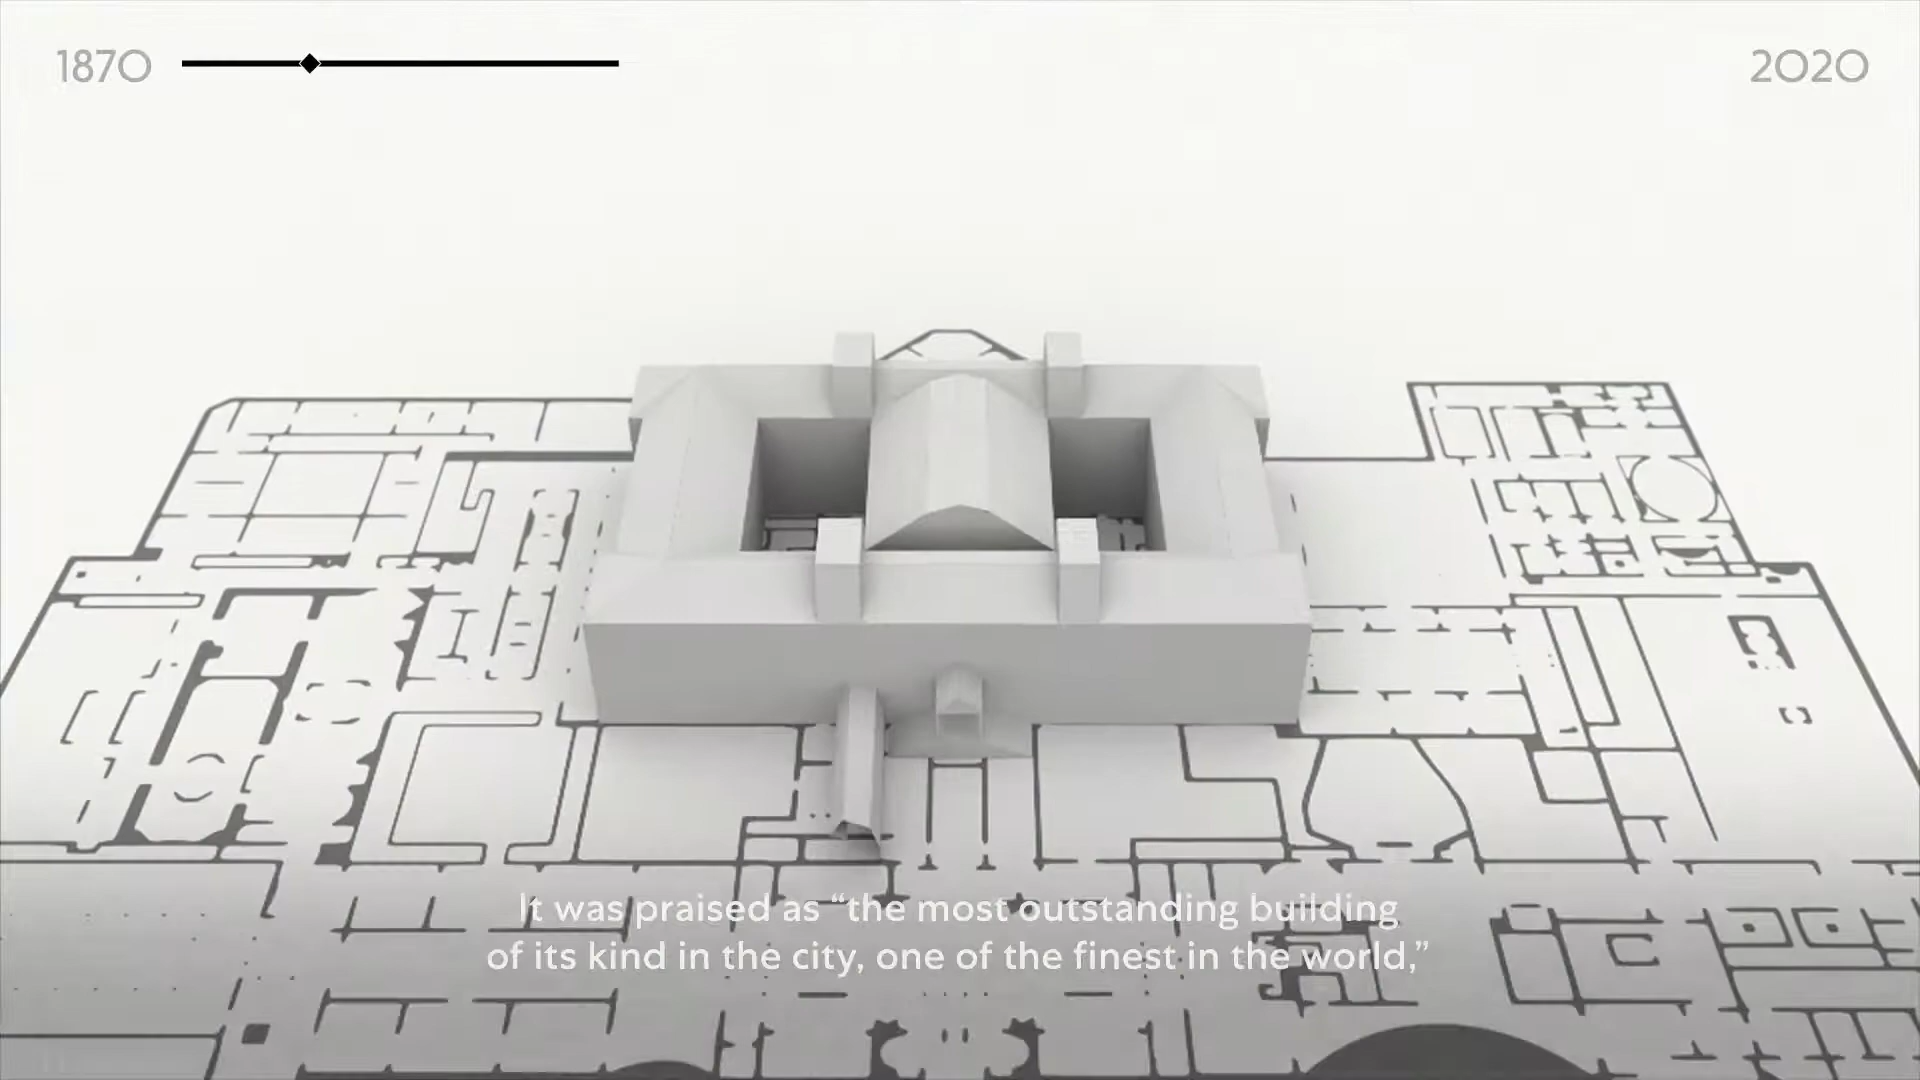 1870
2020
It was praised as “the most outstanding building
of its kind in the city, one of the finest in the world,”